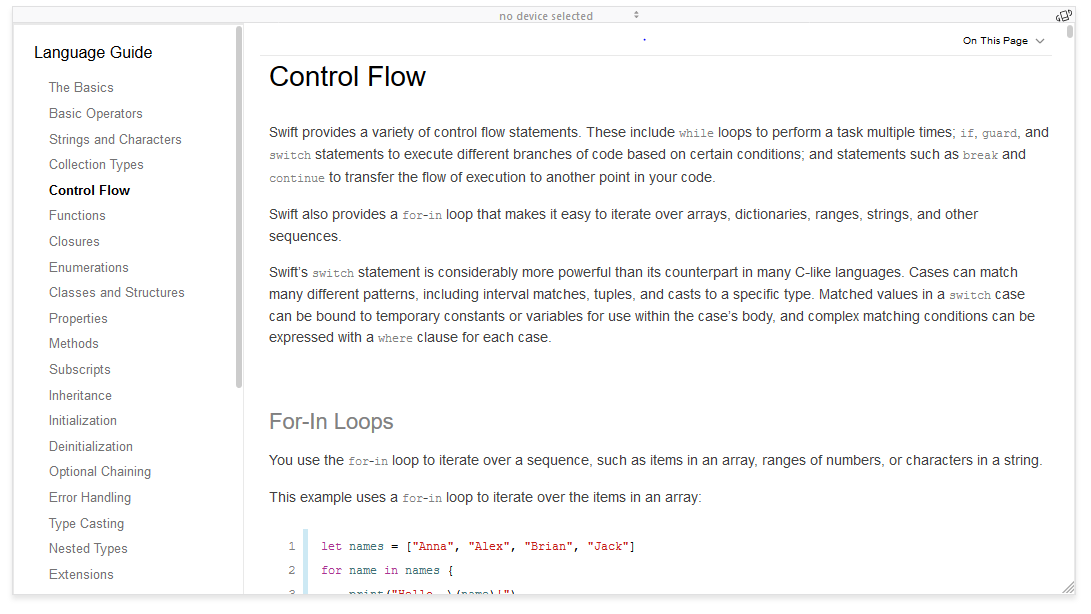 no device selected
Language Guide
The Basics
Basic Operators
Strings and Characters
Collection Types
Control Flow
Functions
Closures
Enumerations
Classes and Structures
Properties
Methods
Subscripts
Inheritance
Initialization
Deinitialization
Optional Chaining
Error Handling
Type Casting
Nested Types
Extensions
On This Page
Control Flow
Swift provides a variety of control flow statements. These include while loops to perform a task multiple times; if, guard, and
switch statements to execute different branches of code based on certain conditions; and statements such as break and
continue to transfer the flow of execution to another point in your code.
Swift also provides a for-in loop that makes it easy to iterate over arrays, dictionaries, ranges, strings, and other
sequences.
Swift’s switch statement is considerably more powerful than its counterpart in many C-like languages. Cases can match
many different patterns, including interval matches, tuples, and casts to a specific type. Matched values in a switch case
can be bound to temporary constants or variables for use within the case’s body, and complex matching conditions can be
expressed with a where clause for each case.
For-In Loops
You use the for-in loop to iterate over a sequence, such as items in an array, ranges of numbers, or characters in a string.
This example uses a for-in loop to iterate over the items in an array:
1 let names = ["Anna", "Alex", "Brian", "Jack"]
2 for name in names {
3 print("Hello, \(name)!")